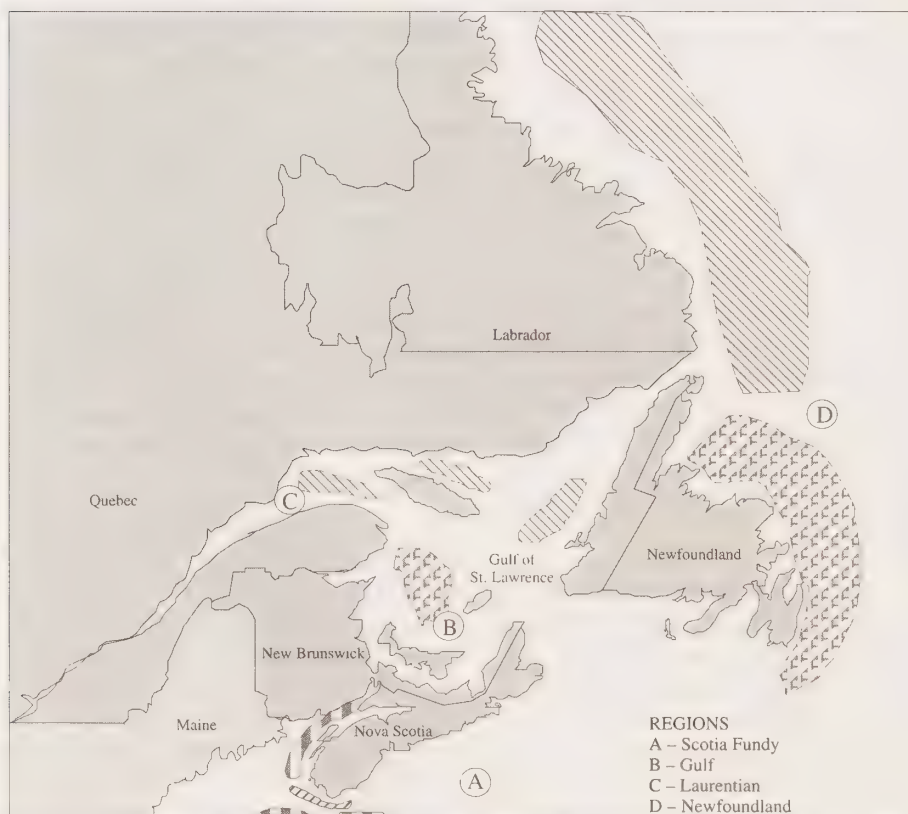 Labrador
D
Quebec
C
Newfoundland
Gulf of
St. Lawrence
B
New Brunswick
Maine
Nova Scotia
A
REGIONS
A – Scotia Fundy
B – Gulf
C – Laurentian
D – Newfoundland